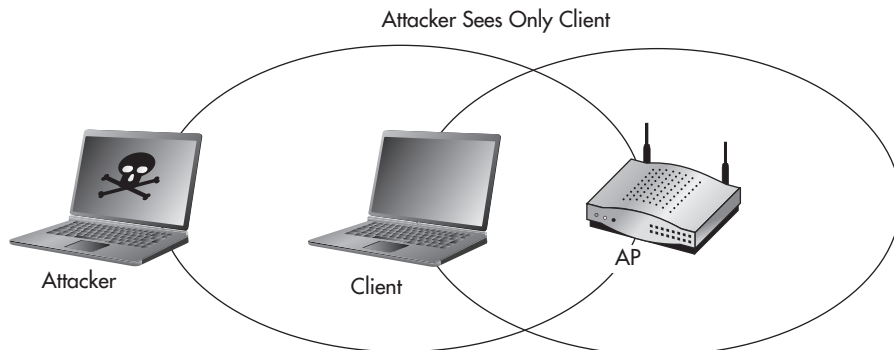 Attacker Sees Only Client
Attacker
Client
AP